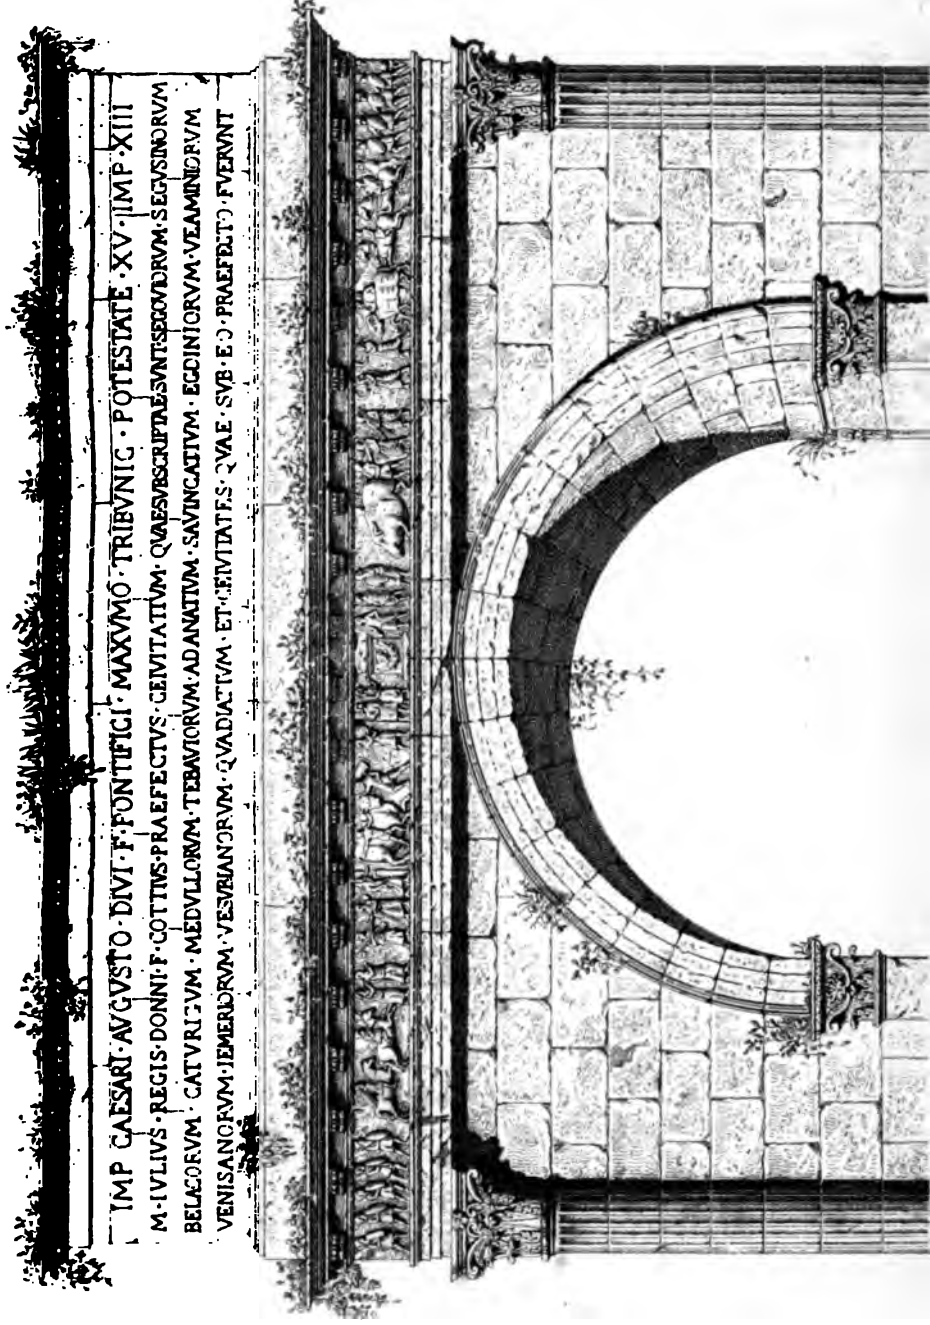 IMP CAESARI·AVGVSTO·DIVI·F·PONTIFICI·MAXVMO·TRIBVNIC·POTESTATE·XV·IMP·XIII
M·IVLIVS·REGIS·DONNI·F·COTTIVS·PRAEFECTVS·CEIVITATIVM·QVAE·SVBSCRIPTAE·SVNT·SEGOVIORVM·SEGVSINORVM
BELACORVM·CATVRIGVM·MEDVLLORVM·TEBAVIORVM·ADANATIVM·SAVINCATIVM·EGDINIORVM·VEAMINIORVM
VENISANORVM·IEMERIORVM·VESVBIANORVM·QVADIATIVM·ET·CEIVITATES·QVAE·SVB·EO·PRAEFECTO·FVERVNT